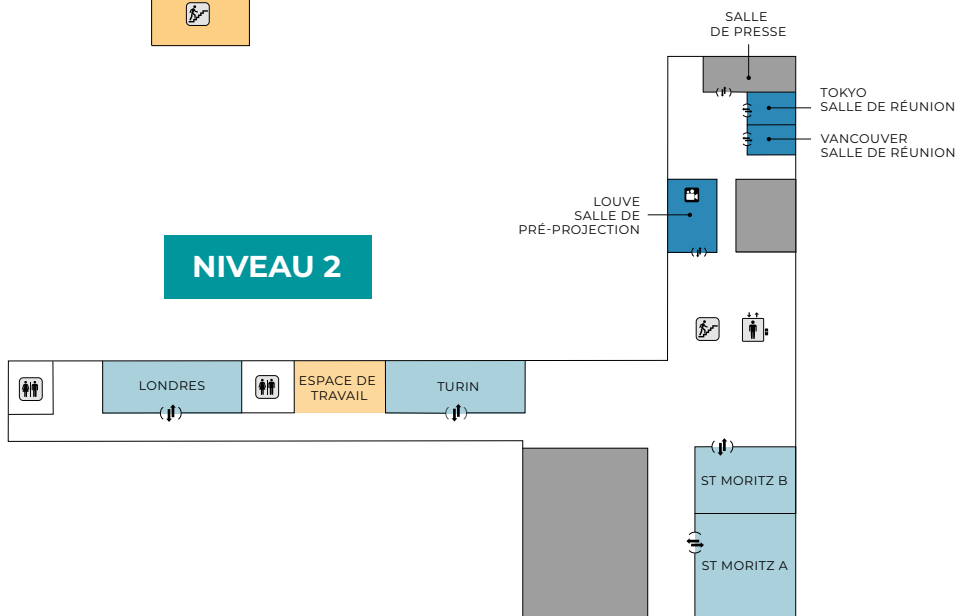 SALLE
DE PRESSE
TOKYO
SALLE DE RÉUNION
VANCOUVER
SALLE DE RÉUNION
LOUVE
SALLE DE
PRÉ-PROJECTION
NIVEAU 2
LONDRES
ESPACE DE
TRAVAIL
TURIN
ST MORITZ B
ST MORITZ A